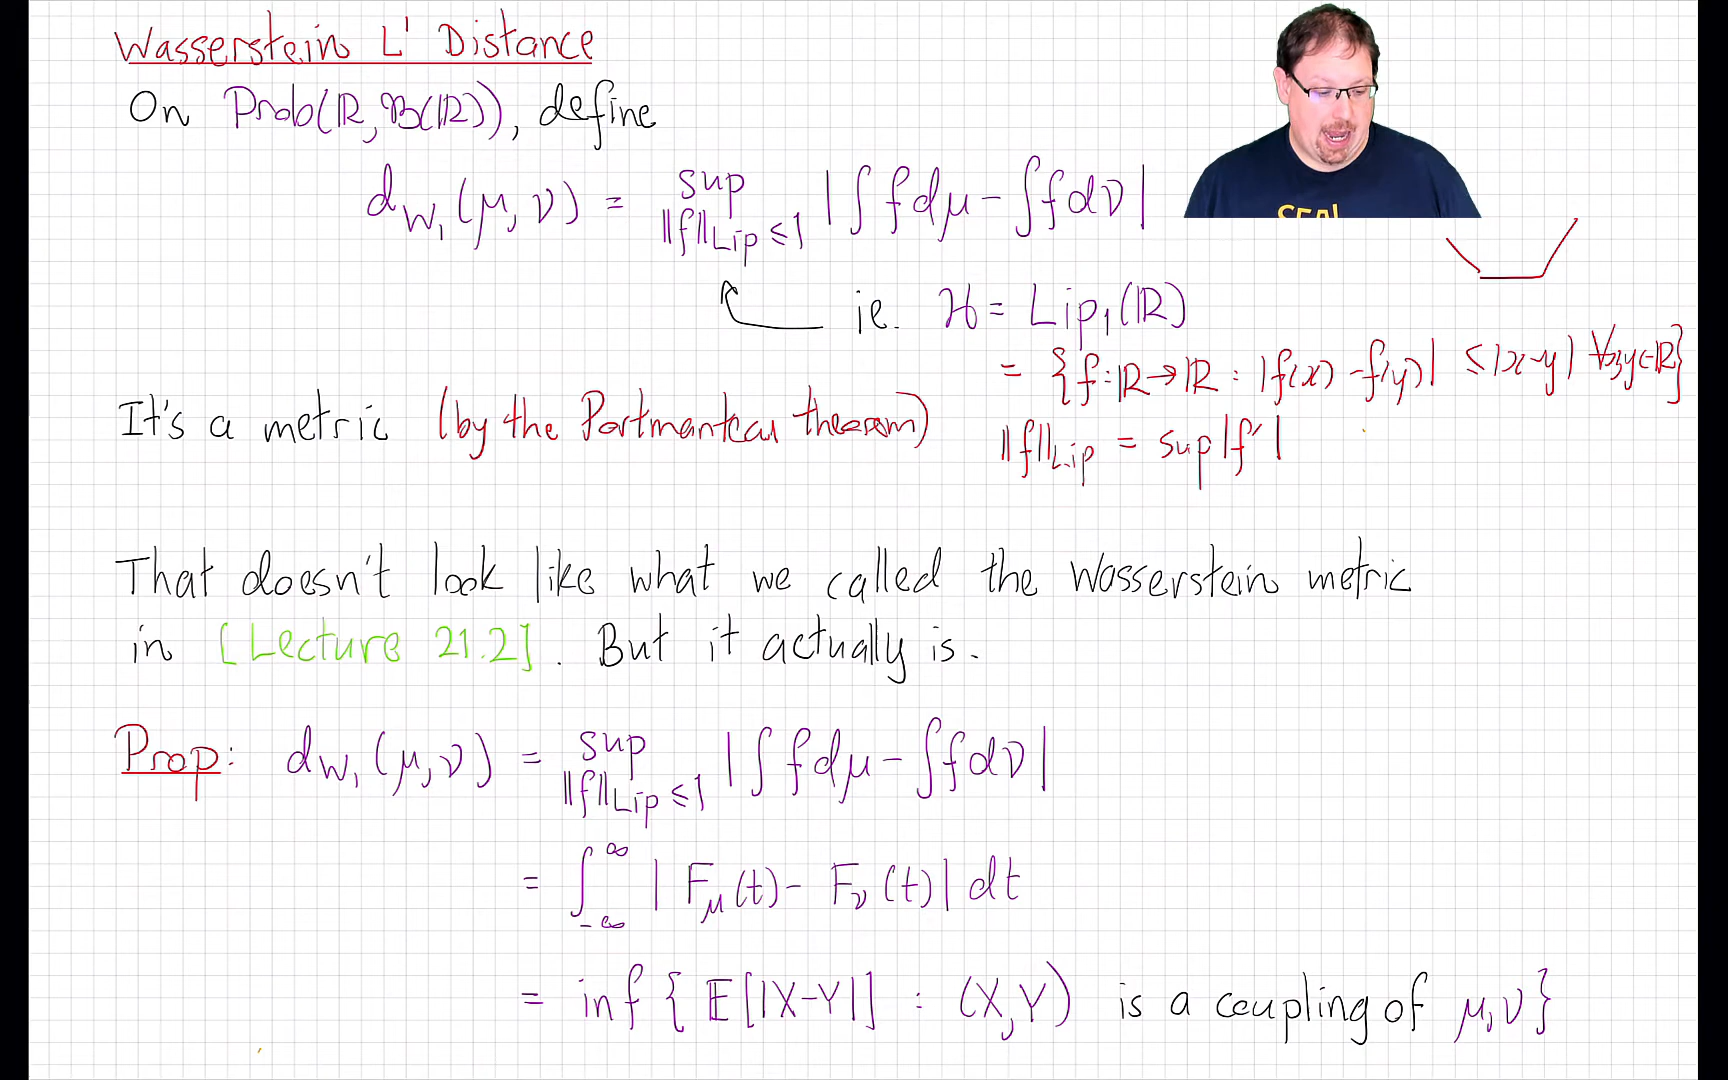 Wasserstein L¹ Distance
On Prob(ℝ, 𝓑(ℝ)), define
d_{W₁}(μ, ν) = sup_{‖f‖_{Lip} ≤ 1} |∫f dμ - ∫f dν|
SEAL
ie. ℋ = Lip₁(ℝ)
= {f: ℝ→ℝ : |f(x) - f(y)| ≤ |x-y| ∀x,y∈ℝ}
It's a metric (by the Portmanteau theorem)
‖f‖_{Lip} = sup|f'|
That doesn't look like what we called the Wasserstein metric
in [Lecture 21.2]. But it actually is.
Prop: d_{W₁}(μ, ν) = sup_{‖f‖_{Lip} ≤ 1} |∫f dμ - ∫f dν|
= ∫_{-∞}^{∞} |F_μ(t) - F_ν(t)| dt
= inf { 𝔼[|X-Y|] : (X,Y) is a coupling of μ, ν }